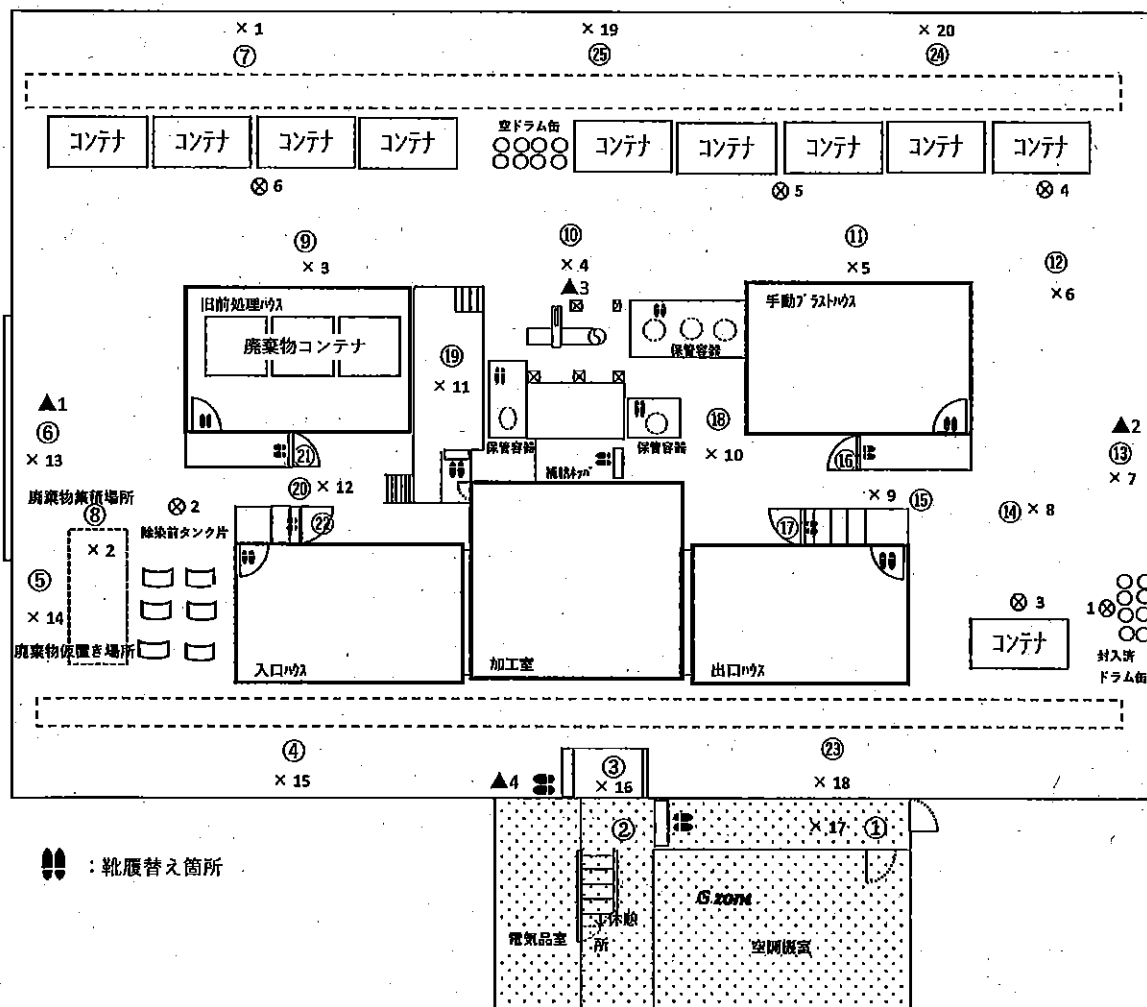 × 1
× 19
× 20
⑦
㉕
㉔
コンテナ
コンテナ
コンテナ
コンテナ
空ドラム缶
コンテナ
コンテナ
コンテナ
コンテナ
コンテナ
⊗ 6
⊗ 5
⊗ 4
⑨
× 3
⑩
× 4
▲3
⑪
× 5
⑫
× 6
旧前処理ハウス
廃棄物コンテナ
手動ブラストハウス
保管容器
⑲
× 11
▲1
⑥
× 13
▲2
⑬
× 7
⑱
× 10
保管容器
保管容器
㉑
⑯
⑳ × 12
× 9 ⑮
⑭ × 8
廃棄物集積場所
⑧
× 2
⊗ 2
除染前タンク片
㉒
⑰
⑤
× 14
廃棄物仮置き場所
入口ハウス
加工室
出口ハウス
⊗ 3
コンテナ
1⊗
封入済
ドラム缶
④
× 15
▲4
③
× 16
㉓
× 18
②
× 17 ①
：靴履替え箇所
G zone
電気品室
休憩
所
空調機室